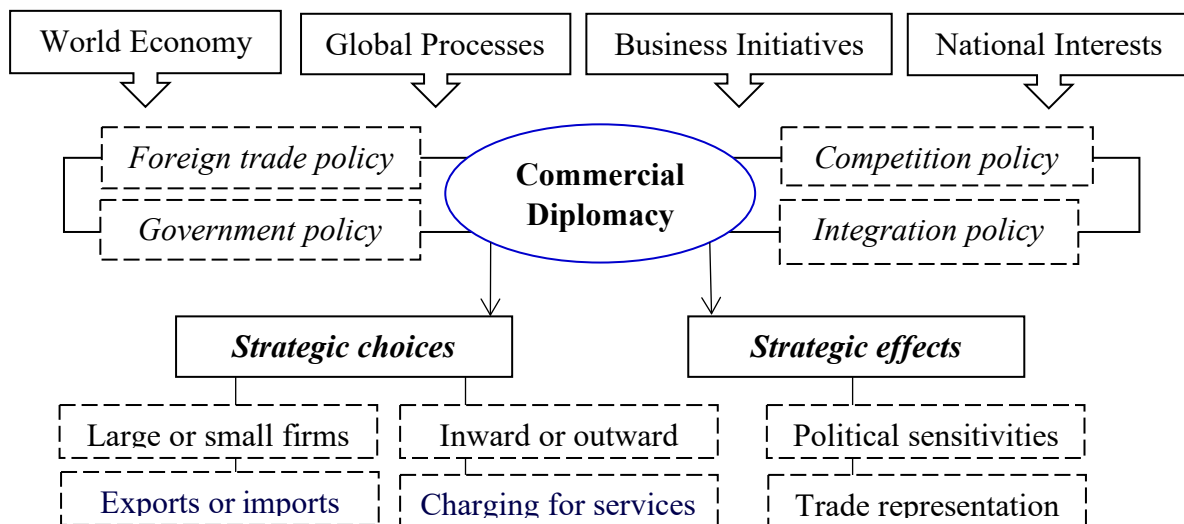 World Economy
Global Processes
Business Initiatives
National Interests
Foreign trade policy
Government policy
Commercial
Diplomacy
Competition policy
Integration policy
Strategic choices
Strategic effects
Large or small firms
Inward or outward
Political sensitivities
Exports or imports
Charging for services
Trade representation